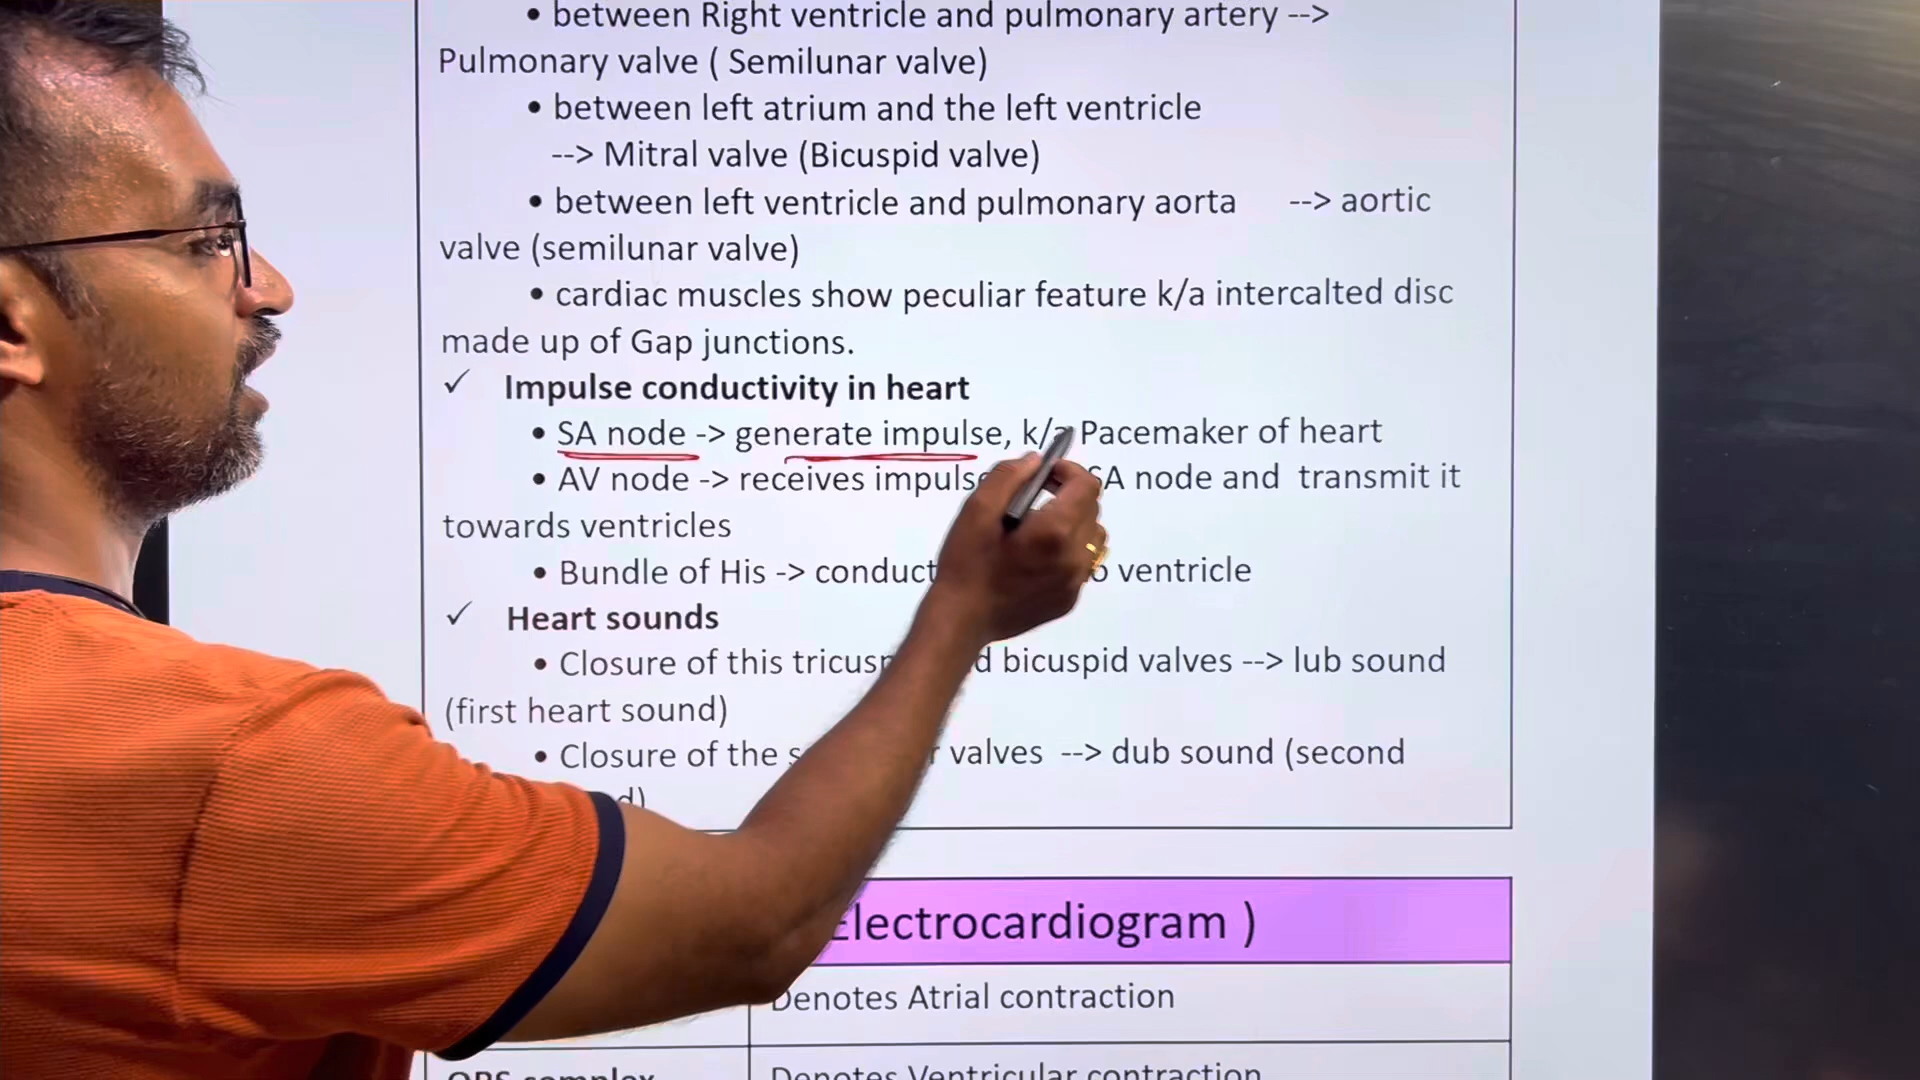 • between Right ventricle and pulmonary artery -->
Pulmonary valve ( Semilunar valve)
• between left atrium and the left ventricle
--> Mitral valve (Bicuspid valve)
• between left ventricle and pulmonary aorta --> aortic
valve (semilunar valve)
• cardiac muscles show peculiar feature k/a intercalted disc
made up of Gap junctions.
✓ Impulse conductivity in heart
• SA node -> generate impulse, k/a Pacemaker of heart
• AV node -> receives SA node and transmit it
towards ventricles
• Bundle of His -> ventricle
✓ Heart sounds
• Closure of this bicuspid valves --> lub sound
(first heart sound)
• Closure of the valves --> dub sound (second
Electrocardiogram )
Denotes Atrial contraction
QRS complex Denotes Ventricular contraction